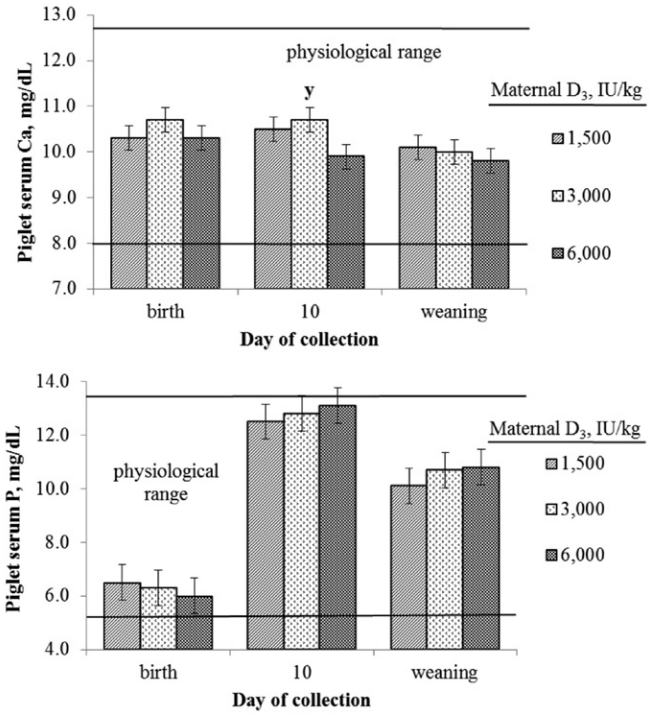 13.0
12.0
11.0
10.0
9.0
8.0
7.0
Piglet serum Ca, mg/dL
physiological range
y
birth
10
weaning
Day of collection
Maternal D3, IU/kg
1,500
3,000
6,000
14.0
12.0
10.0
8.0
6.0
4.0
Piglet serum P, mg/dL
physiological
range
birth
10
weaning
Day of collection
Maternal D3, IU/kg
1,500
3,000
6,000